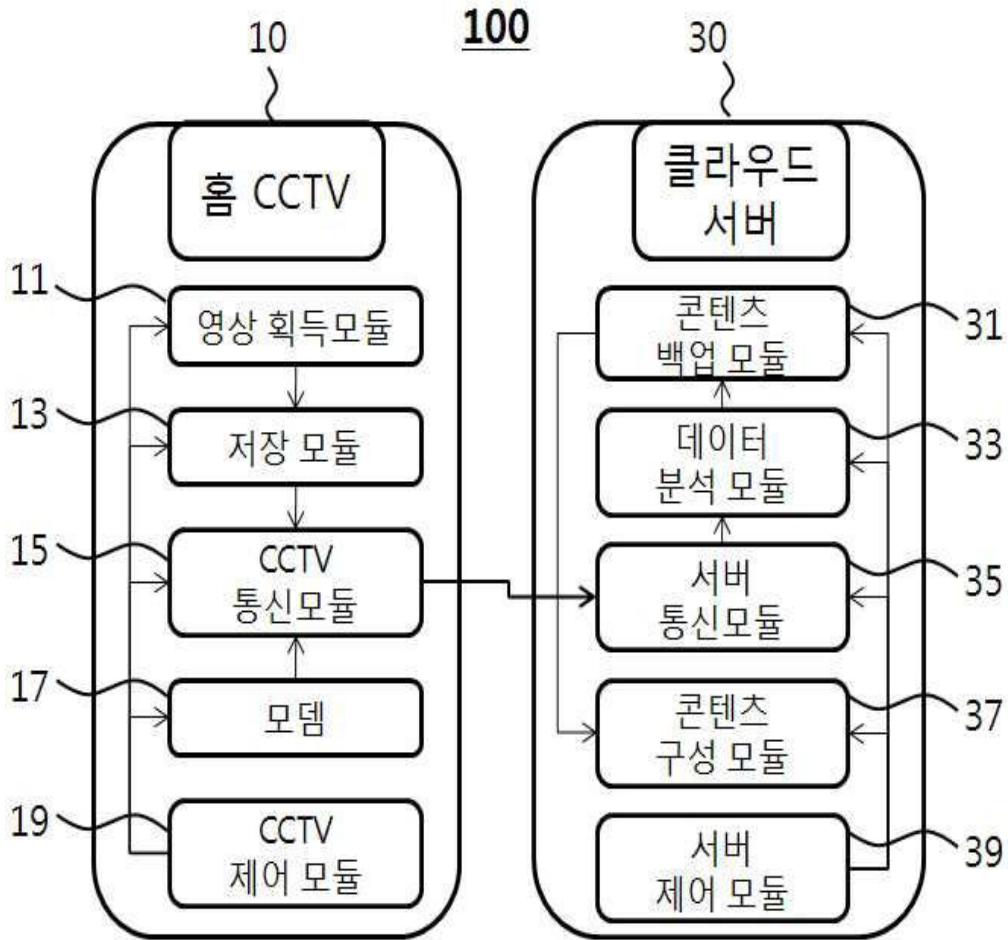 100
10
30
홈 CCTV
클라우드
서버
11
영상 획득모듈
13
저장 모듈
15
CCTV
통신모듈
17
모뎀
19
CCTV
제어 모듈
콘텐츠
백업 모듈
31
데이터
분석 모듈
33
서버
통신모듈
35
콘텐츠
구성 모듈
37
서버
제어 모듈
39